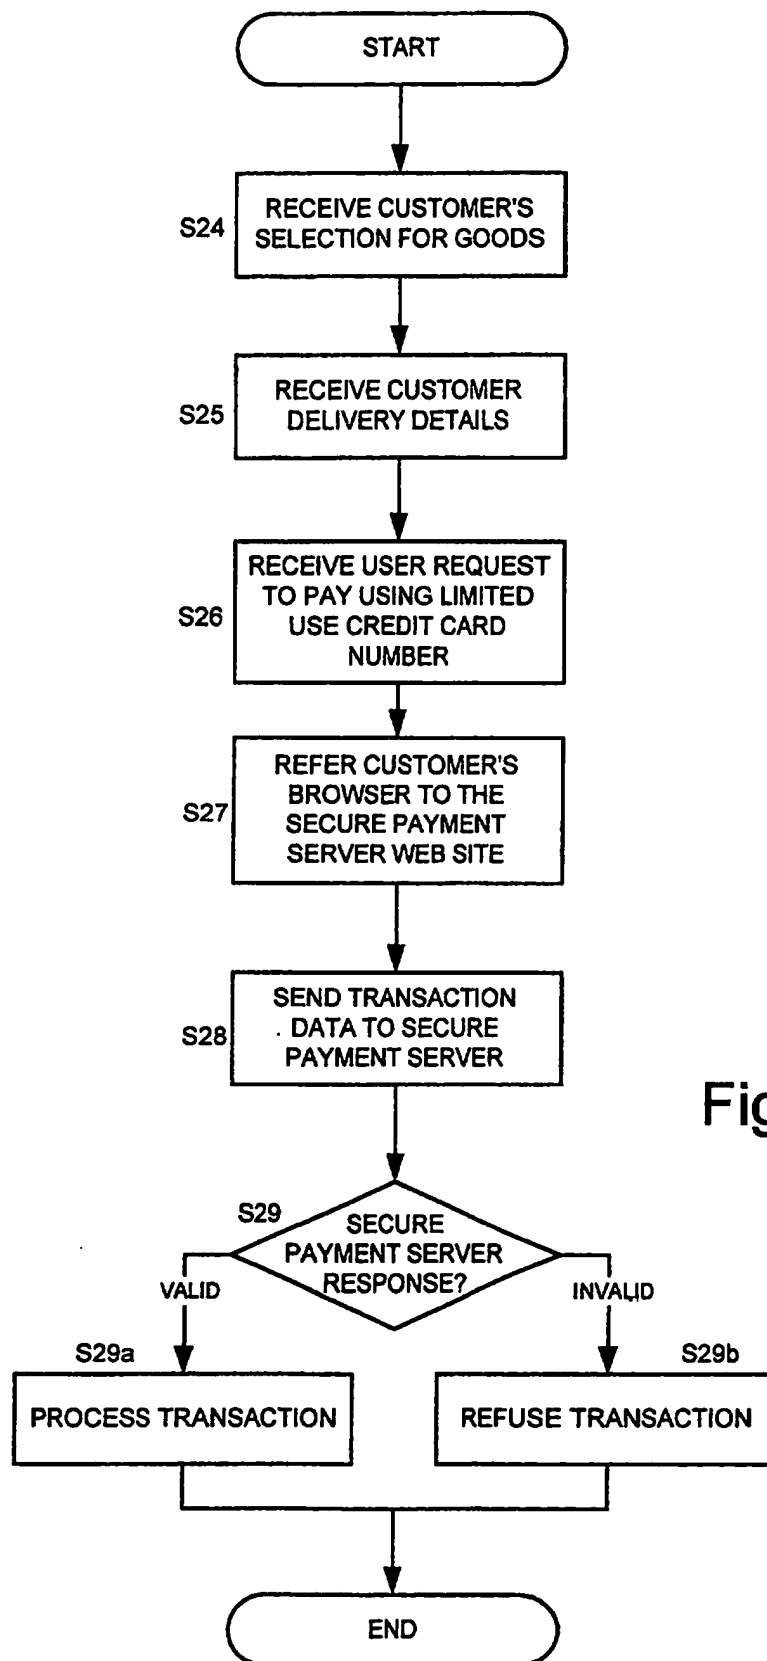 START
S24
RECEIVE CUSTOMER'S
SELECTION FOR GOODS
S25
RECEIVE CUSTOMER
DELIVERY DETAILS
S26
RECEIVE USER REQUEST
TO PAY USING LIMITED
USE CREDIT CARD
NUMBER
S27
REFER CUSTOMER'S
BROWSER TO THE
SECURE PAYMENT
SERVER WEB SITE
S28
SEND TRANSACTION
DATA TO SECURE
PAYMENT SERVER
Fig
S29
SECURE
PAYMENT SERVER
RESPONSE?
VALID
INVALID
S29a
S29b
PROCESS TRANSACTION
REFUSE TRANSACTION
END